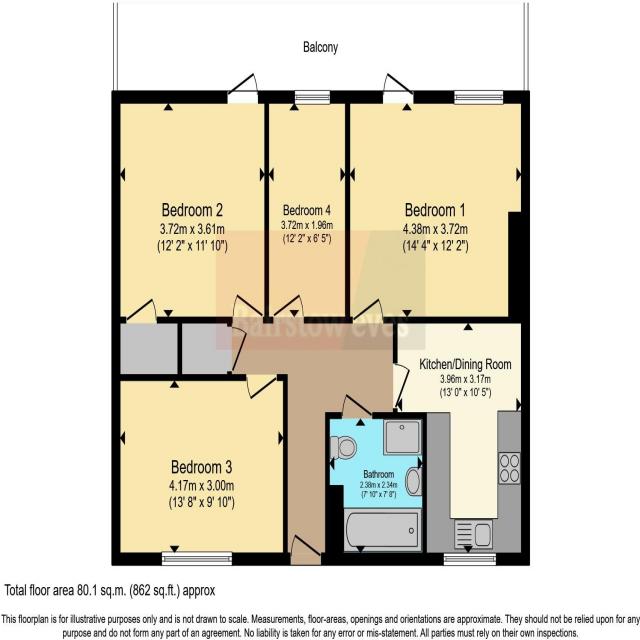 Balcony
Bedroom 2
3.72m x 3.61m
(12' 2" x 11' 10")
Bedroom 4
3.72m x 1.96m
(12' 2" x 6' 5")
Bedroom 1
4.38m x 3.72m
(14' 4" x 12' 2")
Bairstow eves
Kitchen/Dining Room
3.96m x 3.17m
(13' 0" x 10' 5")
Bedroom 3
4.17m x 3.00m
(13' 8" x 9' 10")
Bathroom
2.38m x 2.34m
(7' 10" x 7' 8")
Total floor area 80.1 sq.m. (862 sq.ft.) approx
This floorplan is for illustrative purposes only and is not drawn to scale. Measurements, floor-areas, openings and orientations are approximate. They should not be relied upon for any
purpose and do not form any part of an agreement. No liability is taken for any error or mis-statement. All parties must rely on their own inspections.